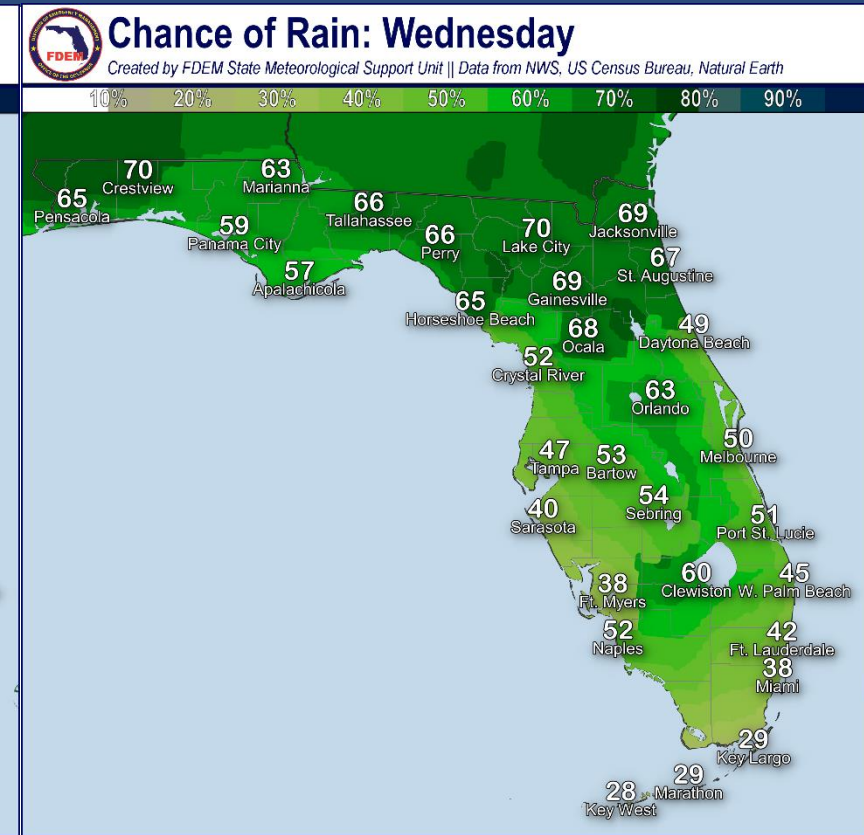 FDEM
Chance of Rain: Wednesday
Created by FDEM State Meteorological Support Unit || Data from NWS, US Census Bureau, Natural Earth
10% 20% 30% 40% 50% 60% 70% 80% 90%
70
Crestview
63
Marianna
65
Pensacola
66
Tallahassee
59
Panama City
66
Perry
70
Lake City
69
Jacksonville
67
St. Augustine
57
Apalachicola
69
Gainesville
65
Horseshoe Beach
68
Ocala
49
Daytona Beach
52
Crystal River
63
Orlando
47
Tampa
53
Bartow
50
Melbourne
40
Sarasota
54
Sebring
51
Port St. Lucie
38
Ft. Myers
60
Clewiston
45
W. Palm Beach
52
Naples
42
Ft. Lauderdale
38
Miami
29
Key Largo
29
Marathon
28
Key West